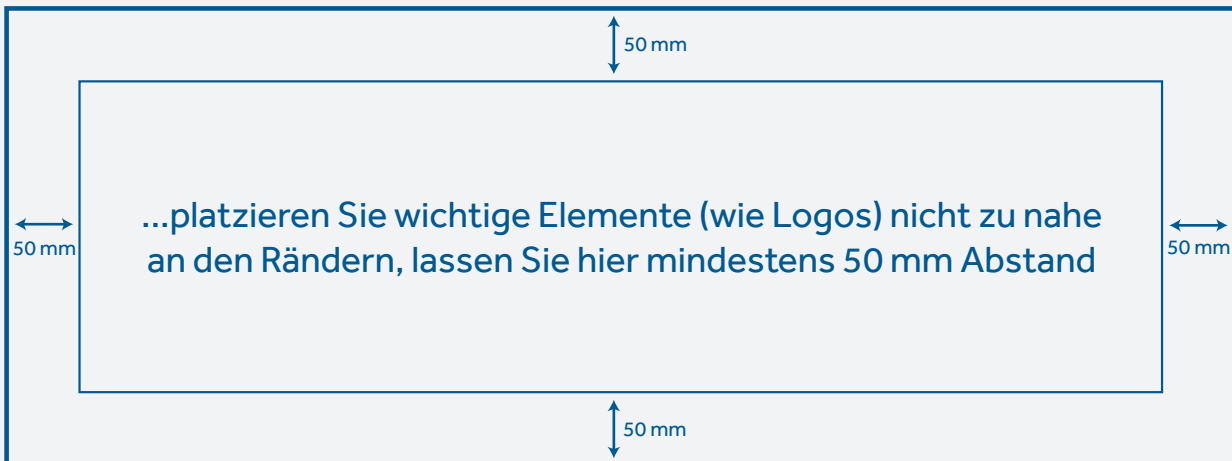 50 mm
...platzieren Sie wichtige Elemente (wie Logos) nicht zu nahe
50 mm
50 mm
an den Rändern, lassen Sie hier mindestens 50 mm Abstand
50 mm